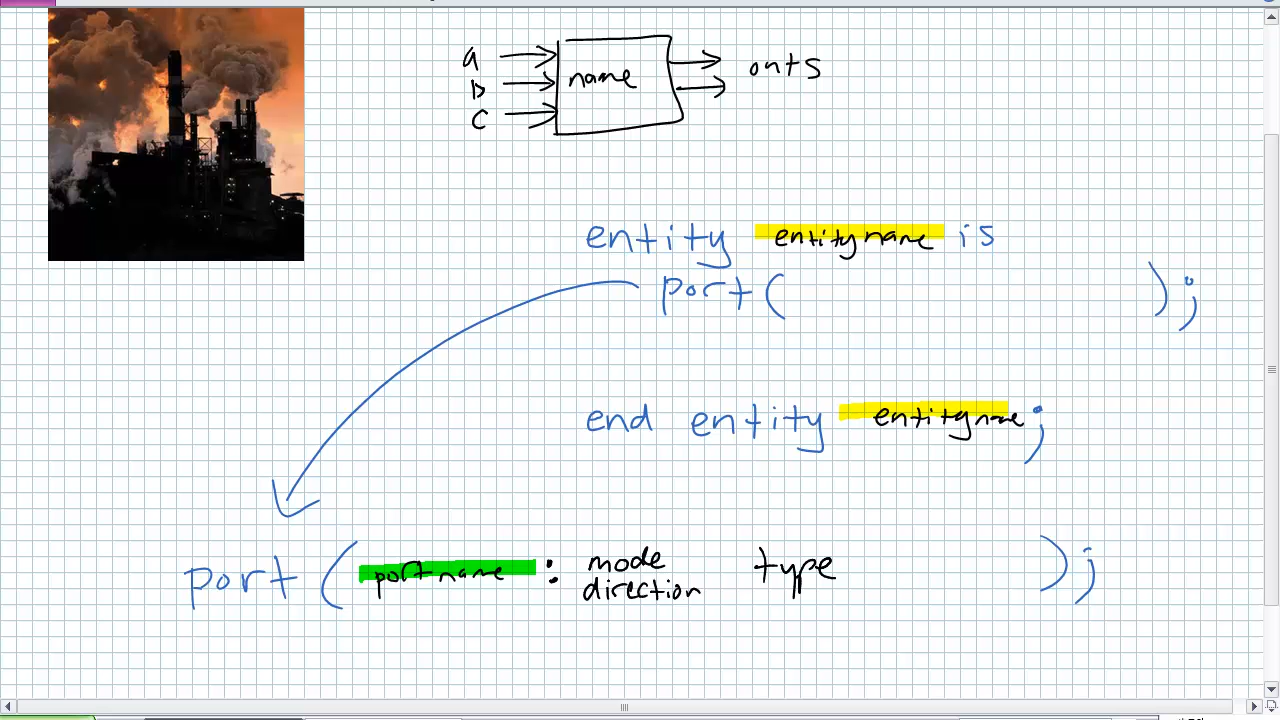 a
b
c
name
outs
entity entityname is
port( );
end entity entityname;
port( portname : mode type );
direction